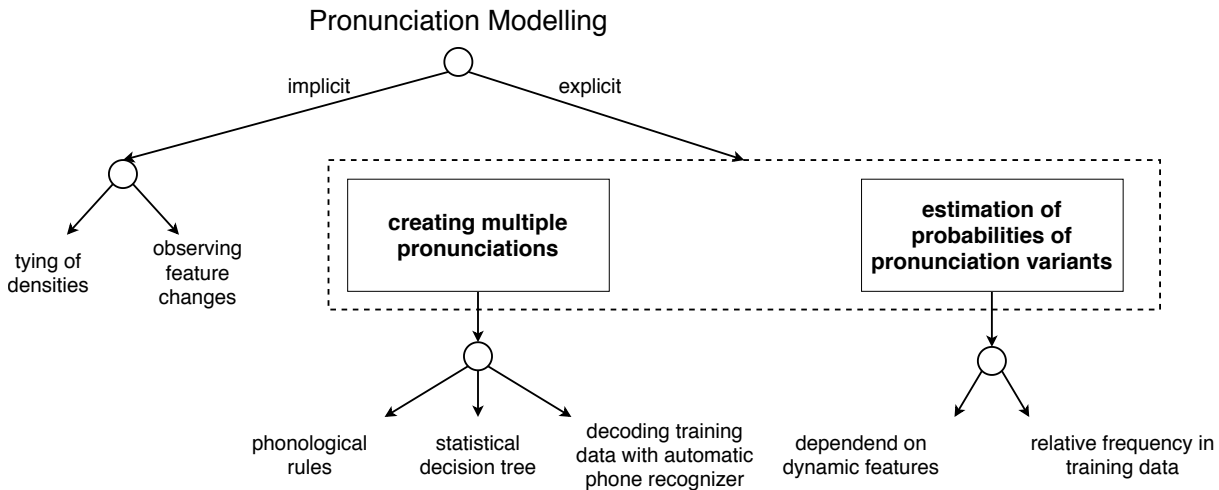 Pronunciation Modelling
implicit
explicit
creating multiple
pronunciations
estimation of
probabilities of
pronunciation variants
tying of
densities
observing
feature
changes
phonological
rules
statistical
decision tree
decoding training
data with automatic
phone recognizer
dependend on
dynamic features
relative frequency in
training data